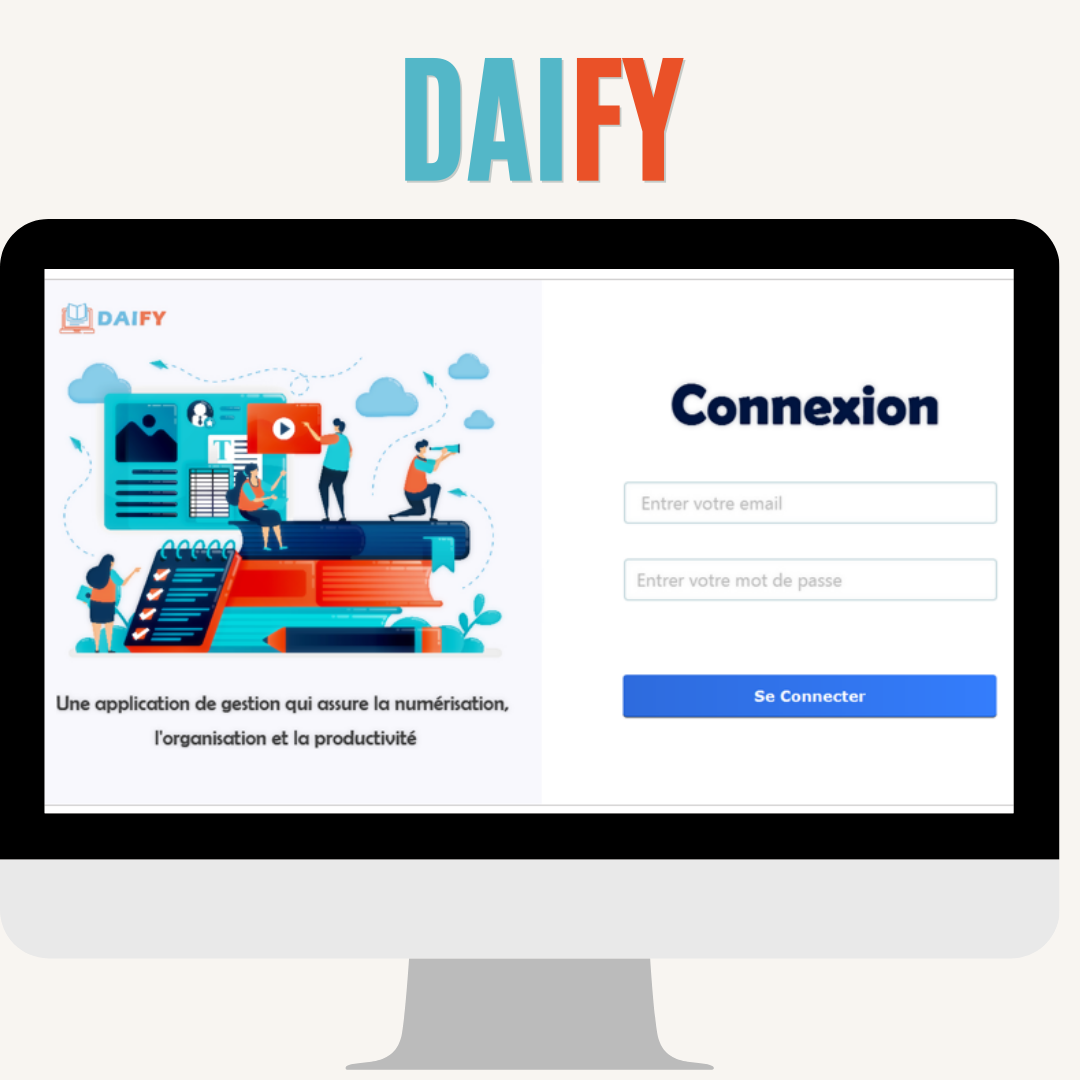 DAIFY
DAIFY
T
Connexion
Entrer votre email
Entrer votre mot de passe
Se Connecter
Une application de gestion qui assure la numérisation,
l'organisation et la productivité